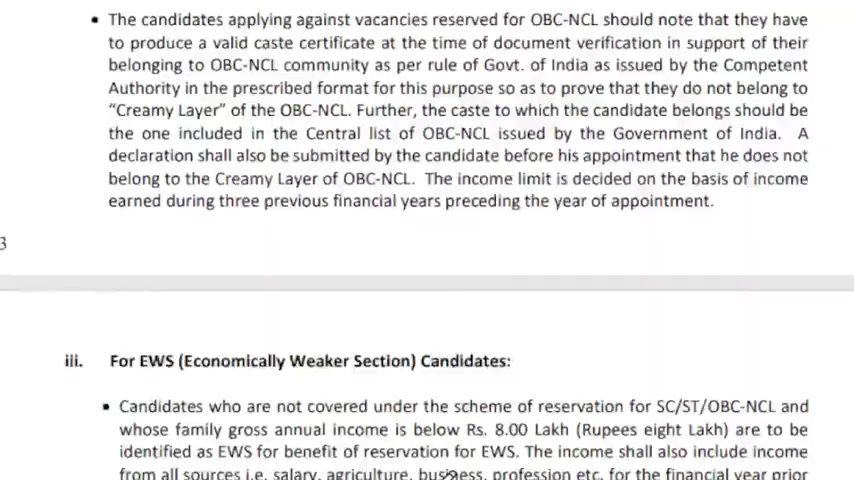 • The candidates applying against vacancies reserved for OBC-NCL should note that they have
to produce a valid caste certificate at the time of document verification in support of their
belonging to OBC-NCL community as per rule of Govt. of India as issued by the Competent
Authority in the prescribed format for this purpose so as to prove that they do not belong to
“Creamy Layer” of the OBC-NCL. Further, the caste to which the candidate belongs should be
the one included in the Central list of OBC-NCL issued by the Government of India. A
declaration shall also be submitted by the candidate before his appointment that he does not
belong to the Creamy Layer of OBC-NCL. The income limit is decided on the basis of income
earned during three previous financial years preceding the year of appointment.
3
iii. For EWS (Economically Weaker Section) Candidates:
• Candidates who are not covered under the scheme of reservation for SC/ST/OBC-NCL and
whose family gross annual income is below Rs. 8.00 Lakh (Rupees eight Lakh) are to be
identified as EWS for benefit of reservation for EWS. The income shall also include income
from all sources i.e. salary, agriculture, business, profession etc. for the financial year prior